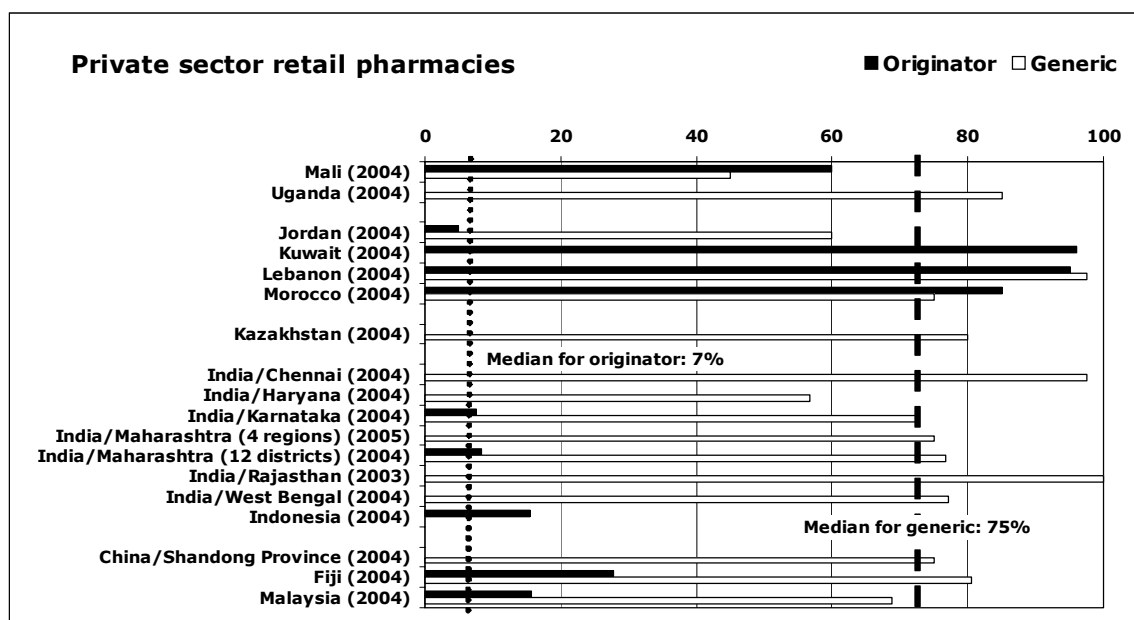 Private sector retail pharmacies
Originator Generic
0 20 40 60 80 100
Mali (2004)
Uganda (2004)
Jordan (2004)
Kuwait (2004)
Lebanon (2004)
Morocco (2004)
Kazakhstan (2004)
Median for originator: 7%
India/Chennai (2004)
India/Haryana (2004)
India/Karnataka (2004)
India/Maharashtra (4 regions) (2005)
India/Maharashtra (12 districts) (2004)
India/Rajasthan (2003)
India/West Bengal (2004)
Indonesia (2004)
Median for generic: 75%
China/Shandong Province (2004)
Fiji (2004)
Malaysia (2004)